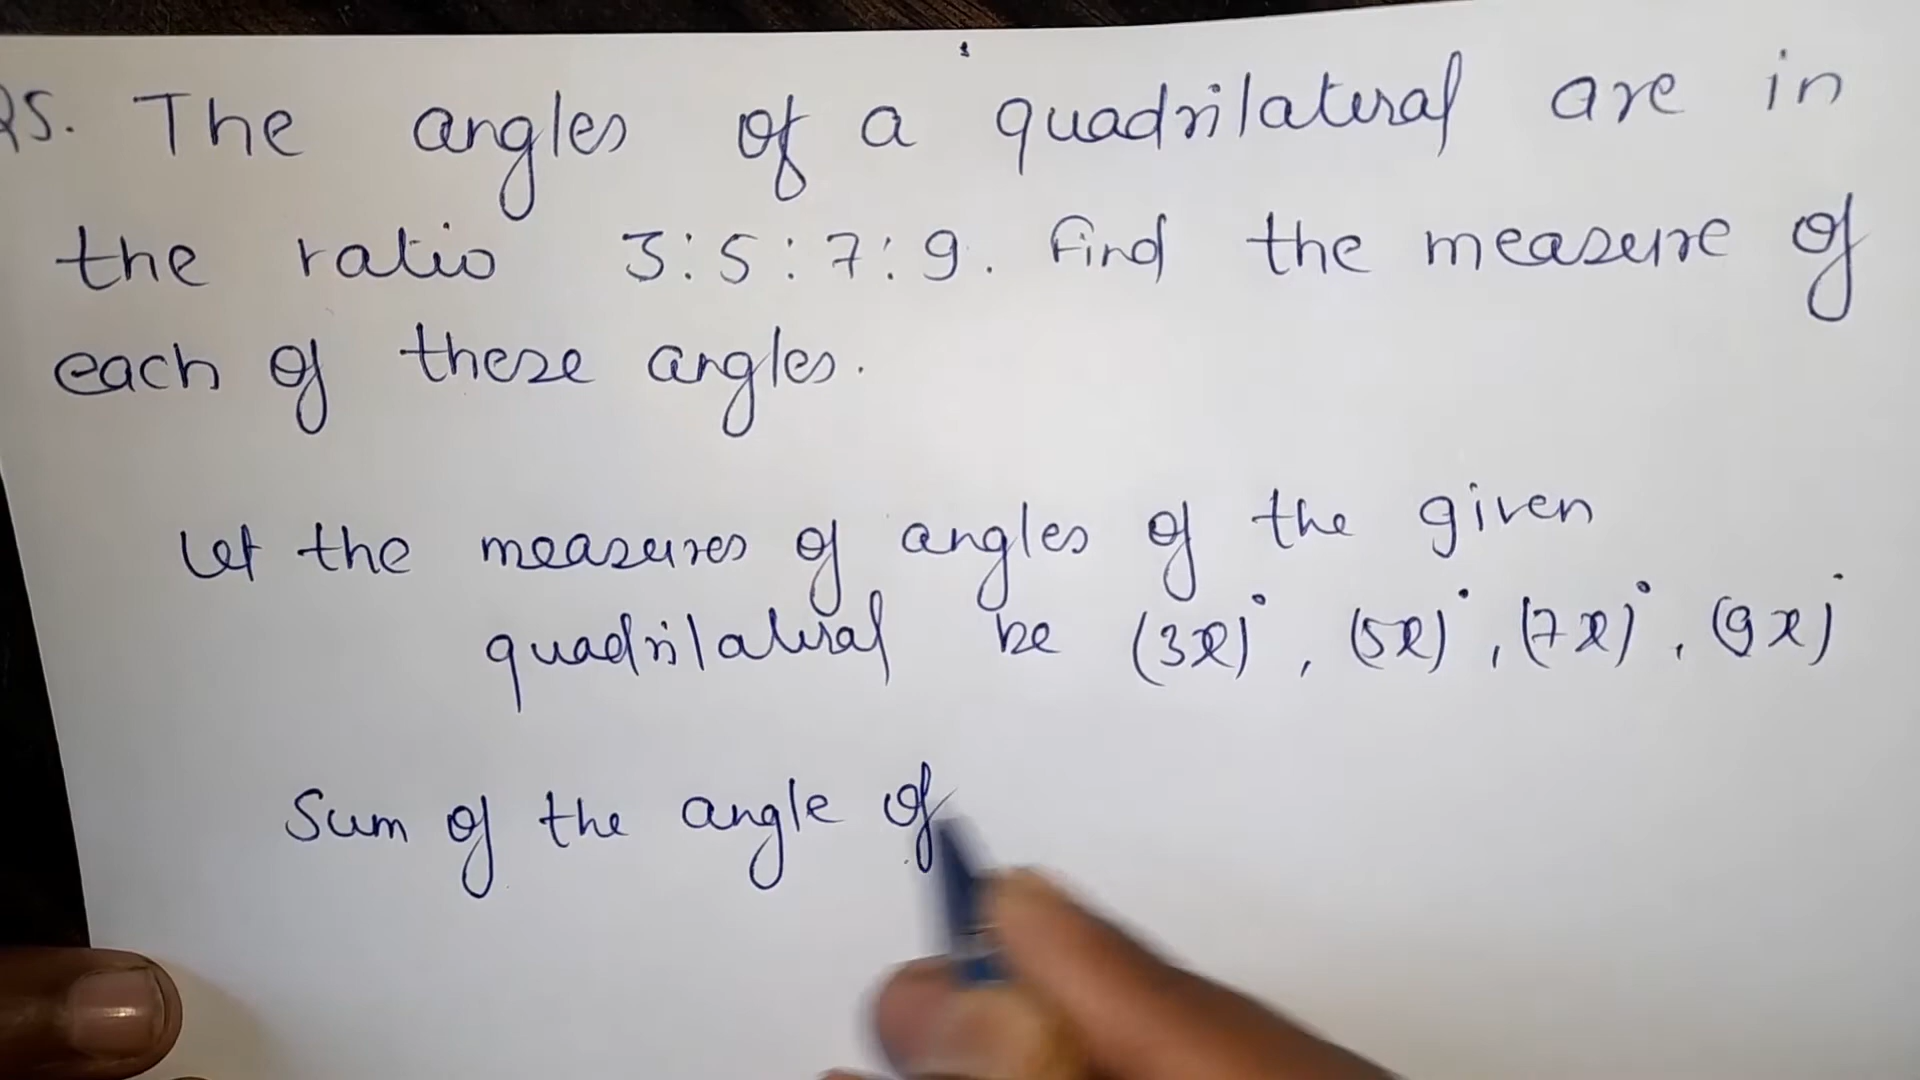 Q5. The angles of a quadrilateral are in
the ratio 3:5:7:9. Find the measure of
each of these angles.
Let the measures of angles of the given
quadrilateral be (3x)°, (5x)°, (7x)°, (9x)°
Sum of the angle of